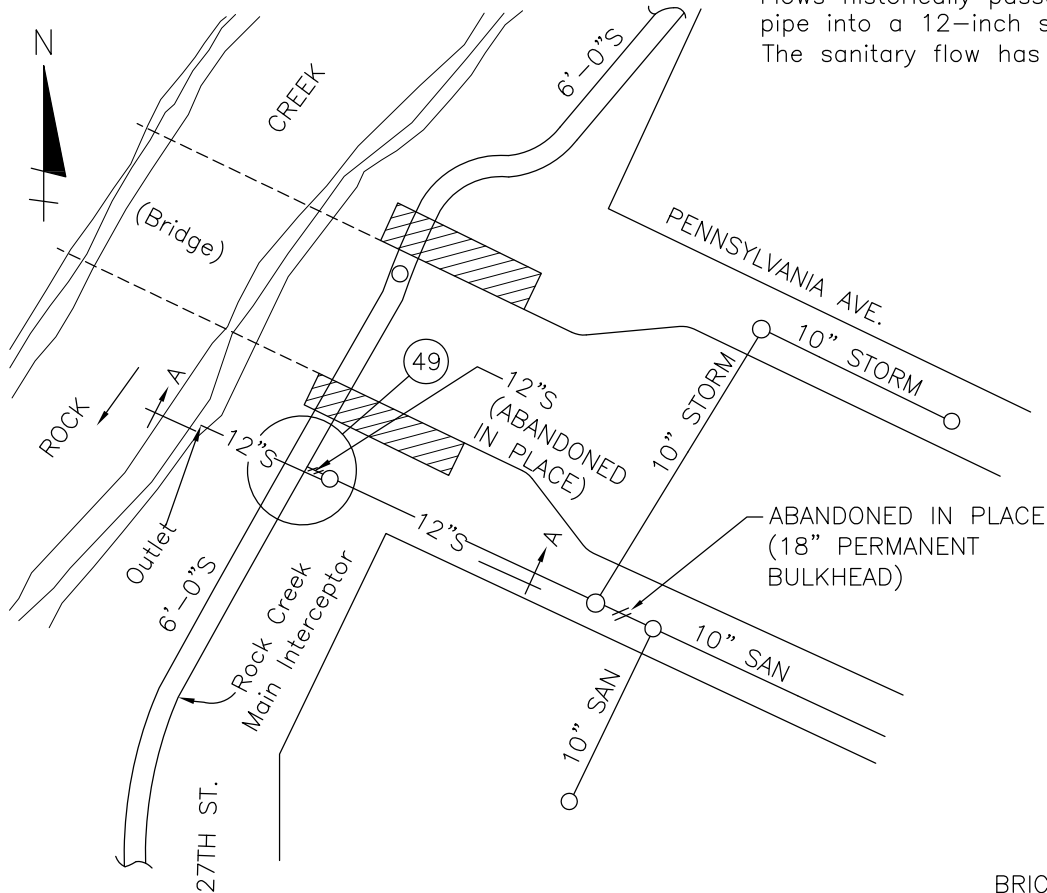 Flows historically pass
pipe into a 12-inch s
The sanitary flow has
N
6'-0"S
CREEK
(Bridge)
PENNSYLVANIA AVE.
10" STORM
10" STORM
49
12"S
(ABANDONED
IN PLACE)
A
ROCK
12"S
12"S
A
ABANDONED IN PLACE
(18" PERMANENT
BULKHEAD)
Outlet
6'-0"S
Rock Creek
Main Interceptor
10" SAN
10" SAN
27TH ST.
BRIC